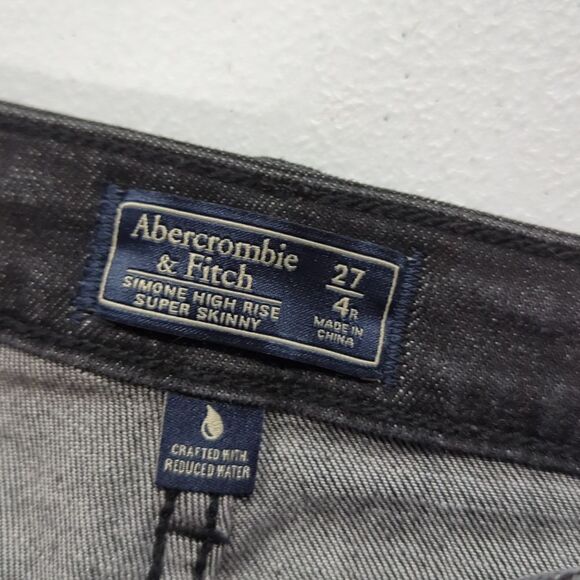 Abercrombie
& Fitch
SIMONE HIGH RISE
SUPER SKINNY
27
4R
MADE IN
CHINA
CRAFTED WITH
REDUCED WATER